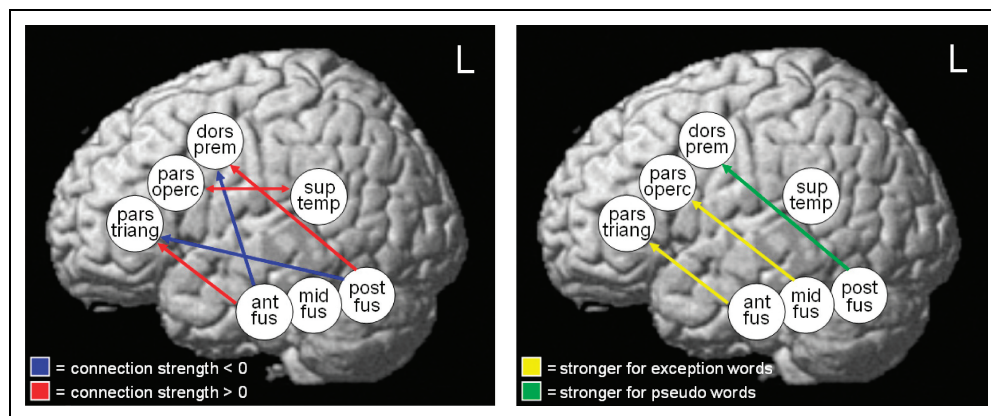 L
dors
prem
pars
operc
sup
temp
pars
triang
ant
fus
mid
fus
post
fus
= connection strength < 0
= connection strength > 0
L
dors
prem
pars
operc
sup
temp
pars
triang
ant
fus
mid
fus
post
fus
= stronger for exception words
= stronger for pseudo words